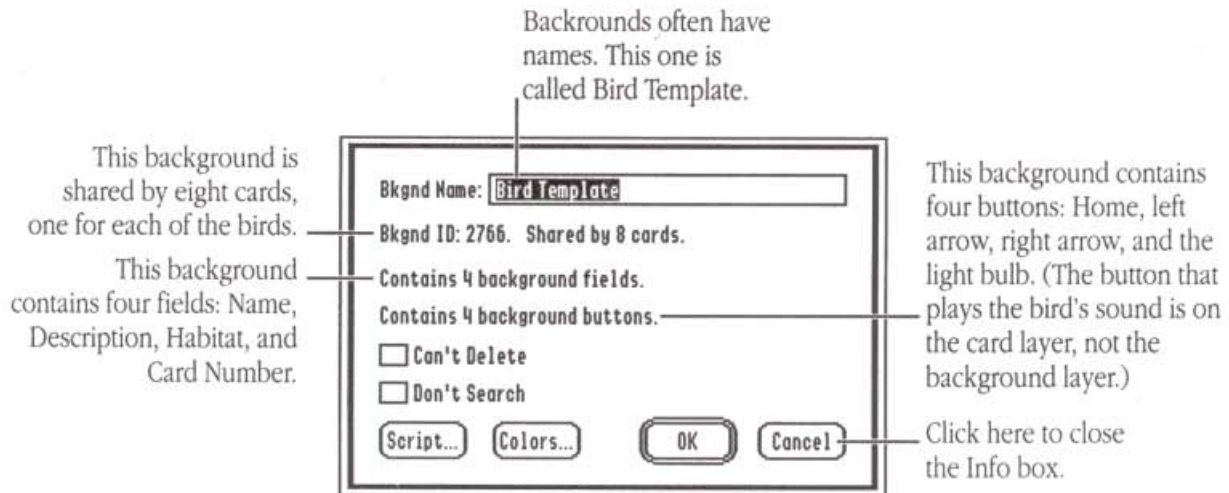 Backrounds often have
names. This one is
called Bird Template.
This background is
shared by eight cards,
one for each of the birds.
This background
contains four fields: Name,
Description, Habitat, and
Card Number.
Bkgnd Name: Bird Template
Bkgnd ID: 2766. Shared by 8 cards.
Contains 4 background fields.
Contains 4 background buttons.
Can't Delete
Don't Search
Script... Colors... OK Cancel
This background contains
four buttons: Home, left
arrow, right arrow, and the
light bulb. (The button that
plays the bird's sound is on
the card layer, not the
background layer.)
Click here to close
the Info box.